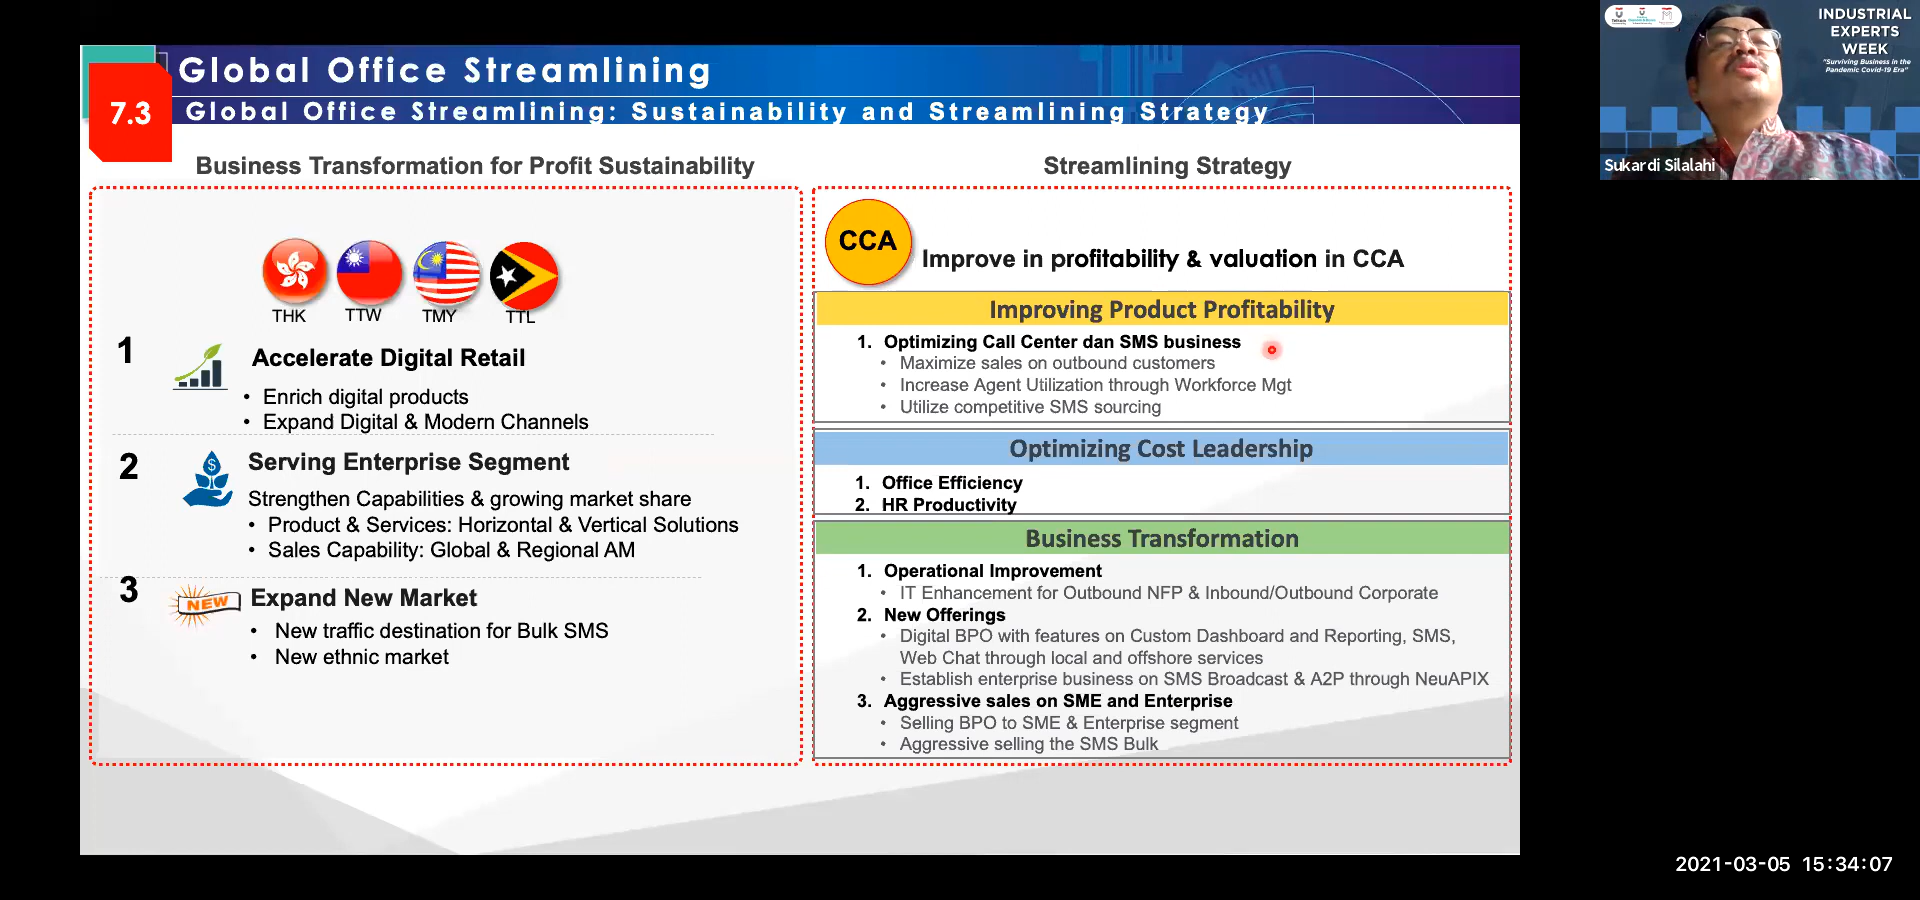 Global Office Streamlining
7.3
Global Office Streamlining: Sustainability and Streamlining Strategy
Business Transformation for Profit Sustainability
THK
TTW
TMY
TTL
1
Accelerate Digital Retail
• Enrich digital products
• Expand Digital & Modern Channels
2
$
Serving Enterprise Segment
Strengthen Capabilities & growing market share
• Product & Services: Horizontal & Vertical Solutions
• Sales Capability: Global & Regional AM
3
NEW
Expand New Market
• New traffic destination for Bulk SMS
• New ethnic market
Streamlining Strategy
CCA
Improve in profitability & valuation in CCA
Improving Product Profitability
1. Optimizing Call Center dan SMS business
• Maximize sales on outbound customers
• Increase Agent Utilization through Workforce Mgt
• Utilize competitive SMS sourcing
Optimizing Cost Leadership
1. Office Efficiency
2. HR Productivity
Business Transformation
1. Operational Improvement
• IT Enhancement for Outbound NFP & Inbound/Outbound Corporate
2. New Offerings
• Digital BPO with features on Custom Dashboard and Reporting, SMS,
Web Chat through local and offshore services
• Establish enterprise business on SMS Broadcast & A2P through NeuAPIX
3. Aggressive sales on SME and Enterprise
• Selling BPO to SME & Enterprise segment
• Aggressive selling the SMS Bulk
INDUSTRIAL
EXPERTS
WEEK
"Surviving Business in the
Pandemic Covid-19 Era"
Sukardi Silalahi
2021-03-05 15:34:07